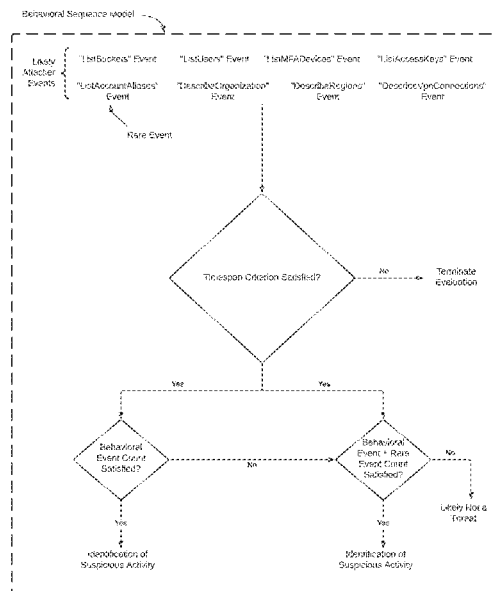 Behavioral Sequence Model
Likely
Attacker
Events
"ListBuckets" Event
"ListUsers" Event
"ListMFADevices" Event
"ListAccessKeys" Event
"ListAccountAliases"
Event
"DescribeOrganization"
Event
"DescribeRegions"
Event
"DescribeVpnConnections"
Event
Rare Event
Timespan Criterion Satisfied?
No
Terminate
Evaluation
Yes
Yes
Behavioral
Event Count
Satisfied?
No
Behavioral
Event + Rare
Event Count
Satisfied?
No
Likely Not a
Threat
Yes
Yes
Identification of
Suspicious Activity
Identification of
Suspicious Activity